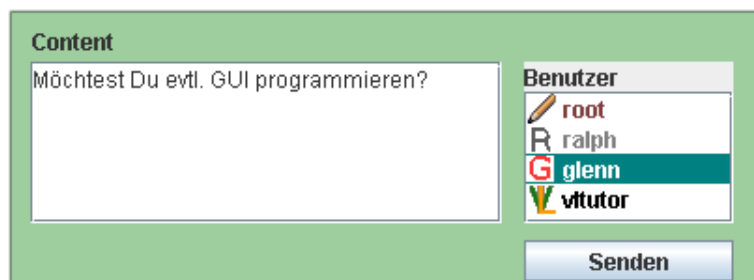 Content
Möchtest Du evtl. GUI programmieren?
Benutzer
root
R ralph
G glenn
vltutor
Senden